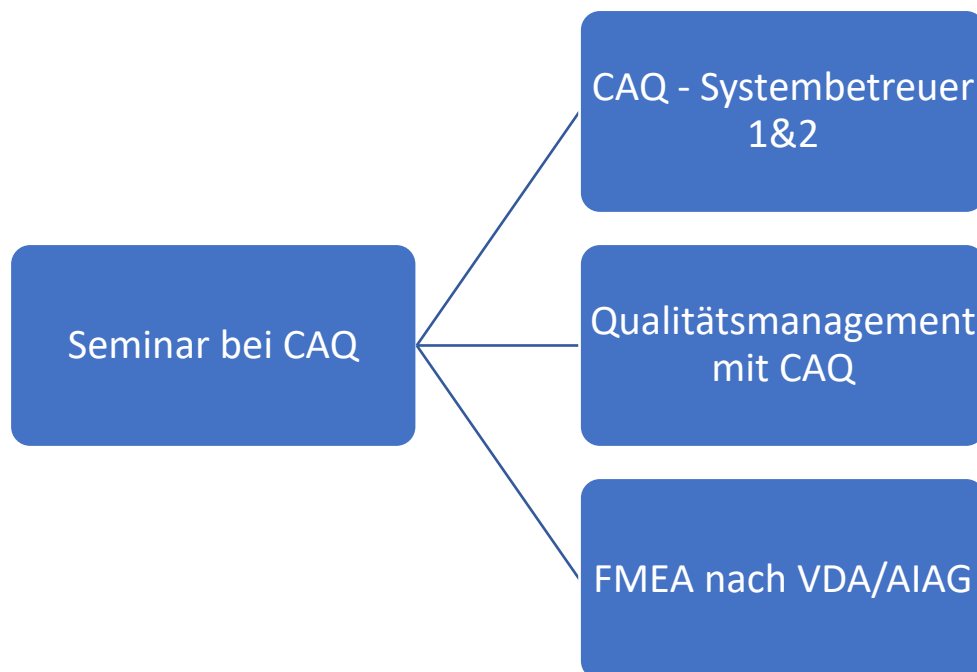 Seminar bei CAQ
CAQ - Systembetreuer
1&2
Qualitätsmanagement
mit CAQ
FMEA nach VDA/AIAG